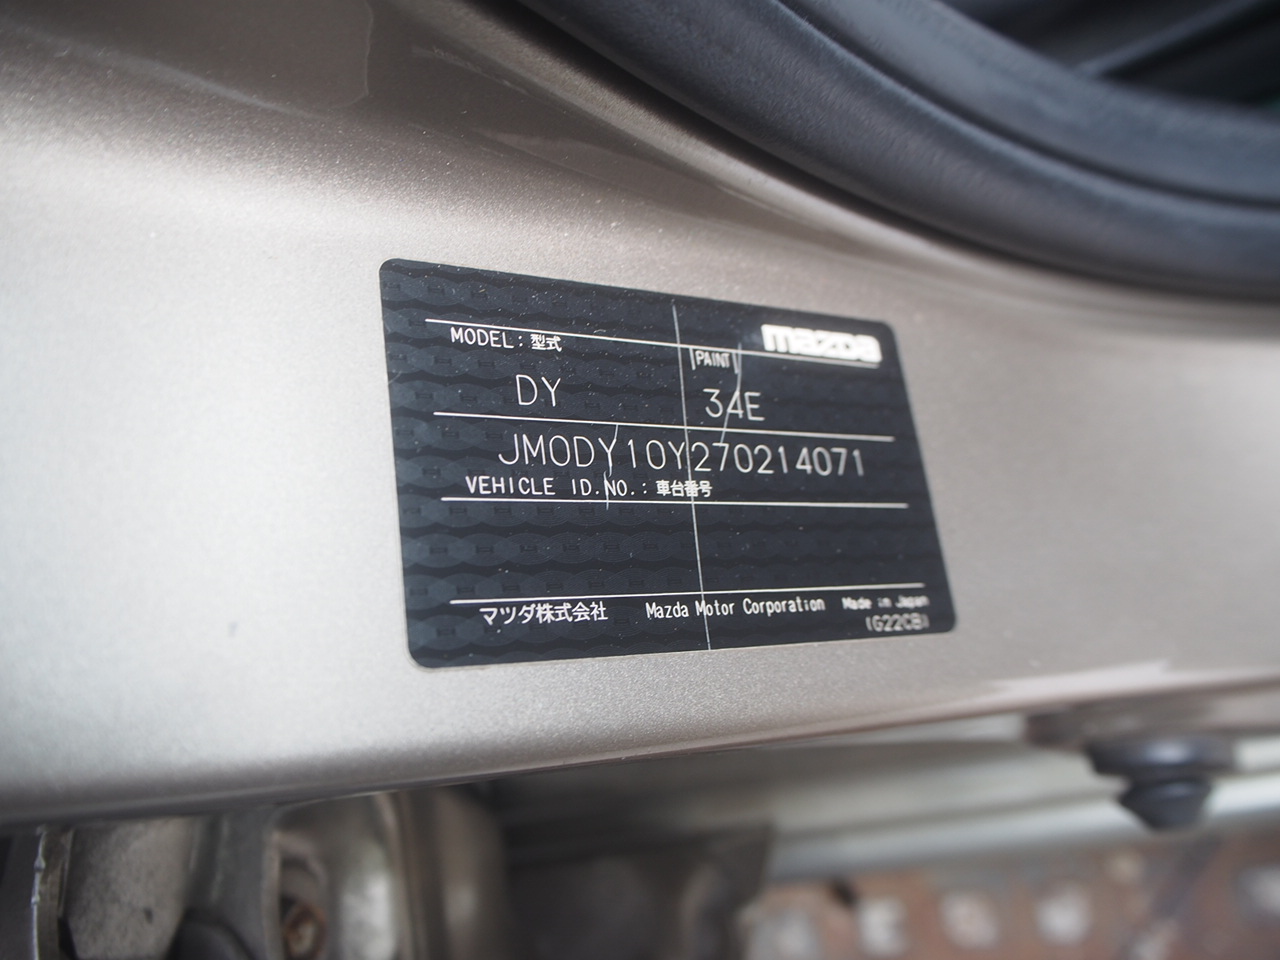 mazda
MODEL : 型式
PAINT
DY
34E
JM0DY10Y270214071
VEHICLE ID.NO. : 車台番号
マツダ株式会社 Mazda Motor Corporation Made in Japan
(G22CB)